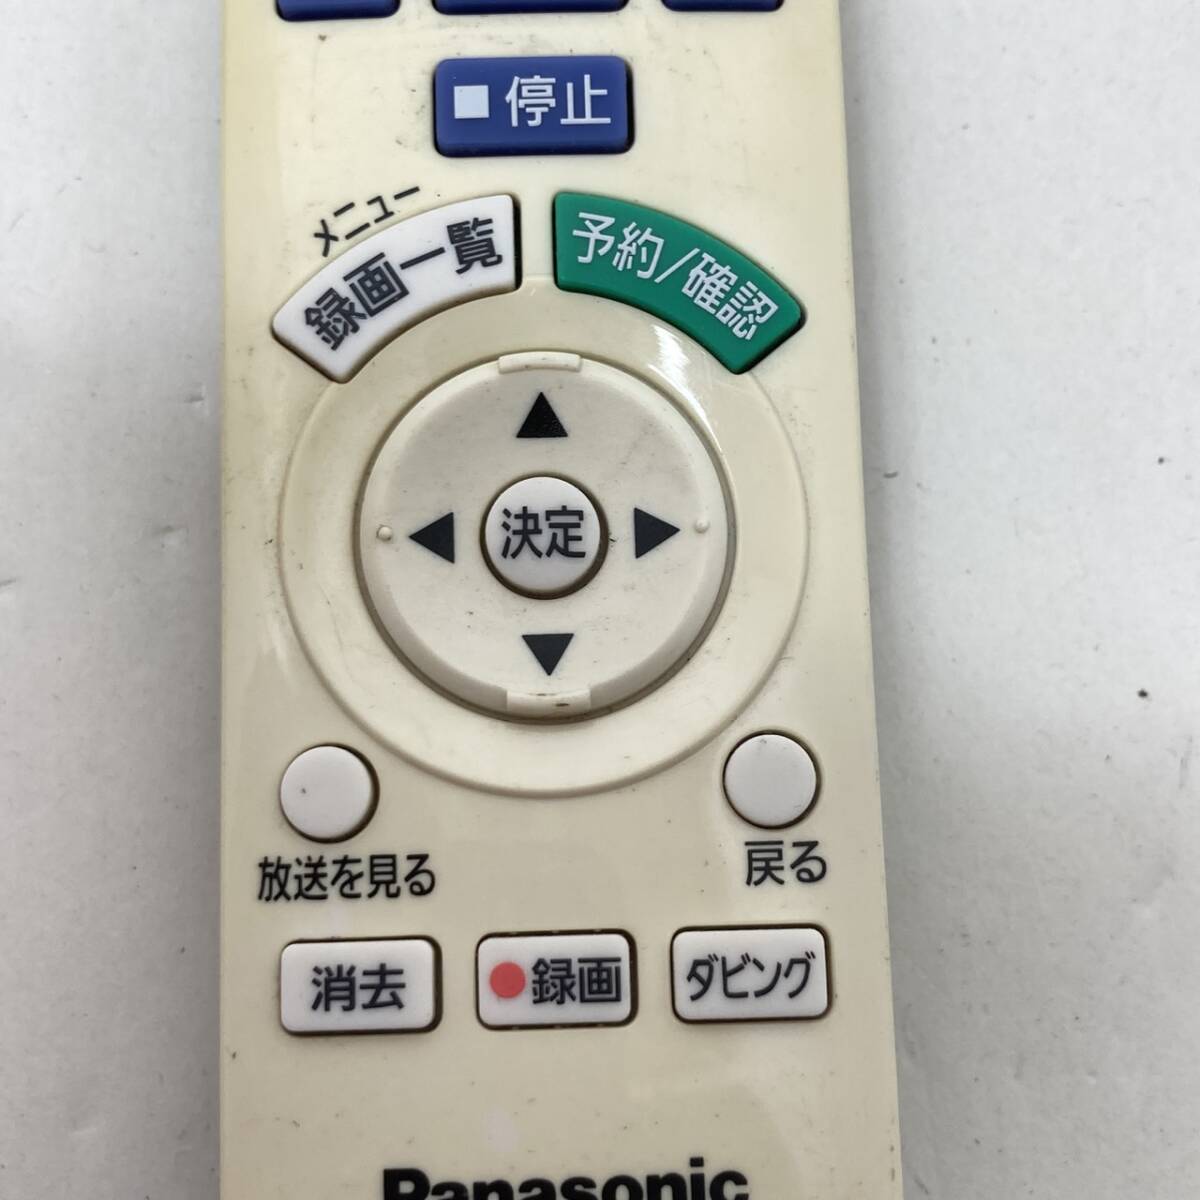 ■ 停止
メニュー
録画一覧
予約/確認
決定
放送を見る
戻る
消去
●録画
ダビング
Panasonic